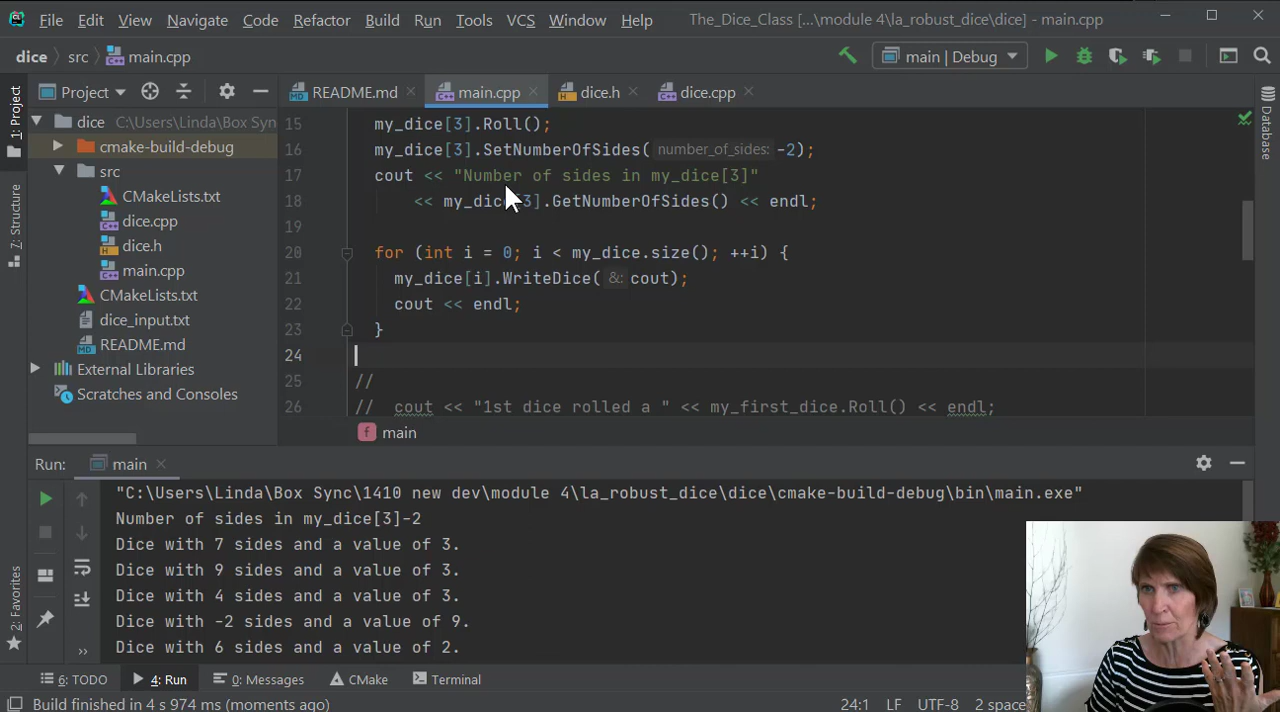 File Edit View Navigate Code Refactor Build Run Tools VCS Window Help The_Dice_Class [...\module 4\la_robust_dice\dice] - main.cpp
dice src main.cpp main | Debug
1: Project
7: Structure
2: Favorites
Project
dice C:\Users\Linda\Box Syn
cmake-build-debug
src
CMakeLists.txt
dice.cpp
dice.h
main.cpp
CMakeLists.txt
dice_input.txt
README.md
External Libraries
Scratches and Consoles
README.md main.cpp dice.h dice.cpp
15 my_dice[3].Roll();
16 my_dice[3].SetNumberOfSides( number_of_sides: -2);
17 cout << "Number of sides in my_dice[3]"
18 << my_dice[3].GetNumberOfSides() << endl;
19
20 for (int i = 0; i < my_dice.size(); ++i) {
21 my_dice[i].WriteDice( &: cout);
22 cout << endl;
23 }
24
25 //
26 // cout << "1st dice rolled a " << my_first_dice.Roll() << endl;
f main
Database
Run: main
"C:\Users\Linda\Box Sync\1410 new dev\module 4\la_robust_dice\dice\cmake-build-debug\bin\main.exe"
Number of sides in my_dice[3]-2
Dice with 7 sides and a value of 3.
Dice with 9 sides and a value of 3.
Dice with 4 sides and a value of 3.
Dice with -2 sides and a value of 9.
Dice with 6 sides and a value of 2.
6: TODO 4: Run 0: Messages CMake Terminal
Build finished in 4 s 974 ms (moments ago) 24:1 LF UTF-8 2 space